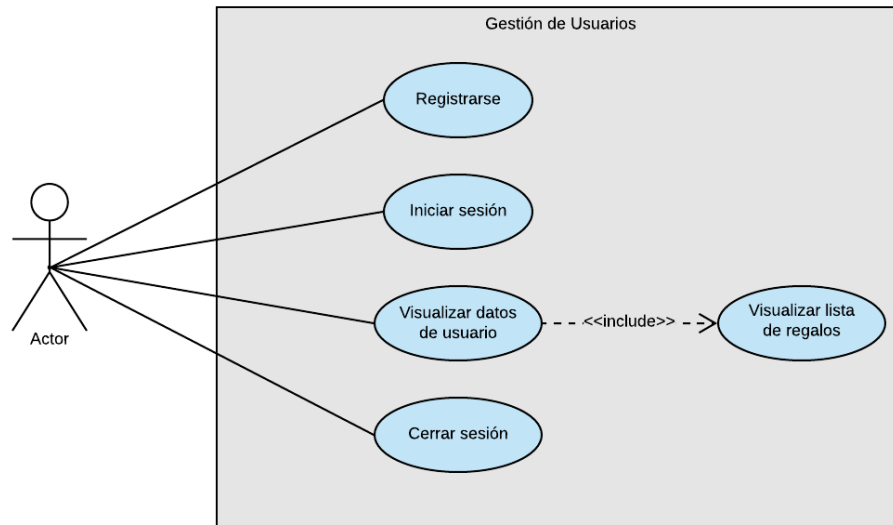 Gestión de Usuarios
Registrarse
Iniciar sesión
Visualizar datos
de usuario
<<include>>
Visualizar lista
de regalos
Actor
Cerrar sesión